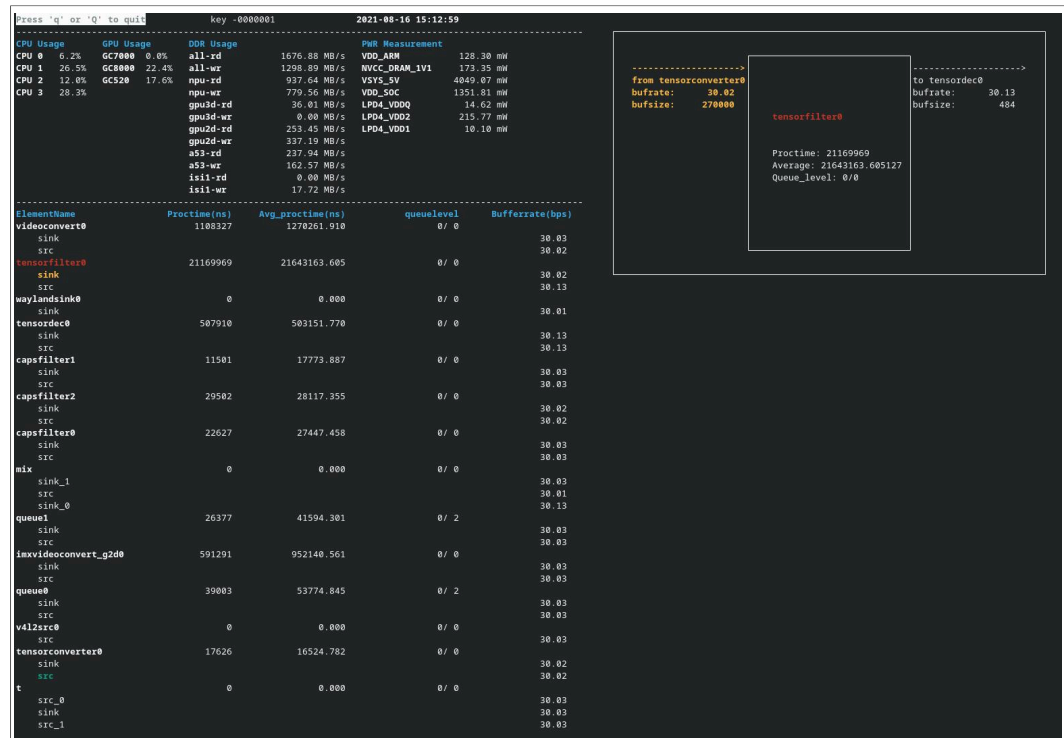 Press 'q' or 'Q' to quit key -0000001 2021-08-16 15:12:59
CPU Usage GPU Usage DDR Usage PWR Measurement
CPU 0 6.2% GC7000 0.0% all-rd 1676.88 MB/s VDD_ARM 128.30 mW
CPU 1 26.5% GC8000 22.4% all-wr 1298.89 MB/s NVCC_DRAM_1V1 173.35 mW
CPU 2 12.0% GC520 17.6% npu-rd 937.64 MB/s VSYS_5V 4049.07 mW
CPU 3 28.3% npu-wr 779.56 MB/s VDD_SOC 1351.81 mW
gpu3d-rd 36.01 MB/s LPD4_VDDQ 14.62 mW
gpu3d-wr 0.00 MB/s LPD4_VDD2 215.77 mW
gpu2d-rd 253.45 MB/s LPD4_VDD1 10.10 mW
gpu2d-wr 337.19 MB/s
a53-rd 237.94 MB/s
a53-wr 162.57 MB/s
isi1-rd 0.00 MB/s
isi1-wr 17.72 MB/s
ElementName Proctime(ns) Avg_proctime(ns) queuelevel Bufferrate(bps)
videoconvert0 1108327 1270261.910 0/ 0
sink 30.03
src 30.02
tensorfilter0 21169969 21643163.605 0/ 0
sink 30.02
src 30.13
waylandsink0 0 0.000 0/ 0
sink 30.01
tensordec0 507910 503151.770 0/ 0
sink 30.13
src 30.13
capsfilter1 11501 17773.887 0/ 0
sink 30.03
src 30.03
capsfilter2 29502 28117.355 0/ 0
sink 30.02
src 30.02
capsfilter0 22627 27447.458 0/ 0
sink 30.03
src 30.03
mix 0 0.000 0/ 0
sink_1 30.03
src 30.01
sink_0 30.13
queue1 26377 41594.301 0/ 2
sink 30.03
src 30.03
imxvideoconvert_g2d0 591291 952140.561 0/ 0
sink 30.03
src 30.03
queue0 39003 53774.845 0/ 2
sink 30.03
src 30.03
v4l2src0 0 0.000 0/ 0
src 30.03
tensorconverter0 17626 16524.782 0/ 0
sink 30.02
src 30.02
t 0 0.000 0/ 0
src_0 30.03
sink 30.03
src_1 30.03
-------------------->
from tensorconverter0
bufrate: 30.02
bufsize: 270000
tensorfilter0
Proctime: 21169969
Average: 21643163.605127
Queue_level: 0/0
-------------------->
to tensordec0
bufrate: 30.13
bufsize: 484